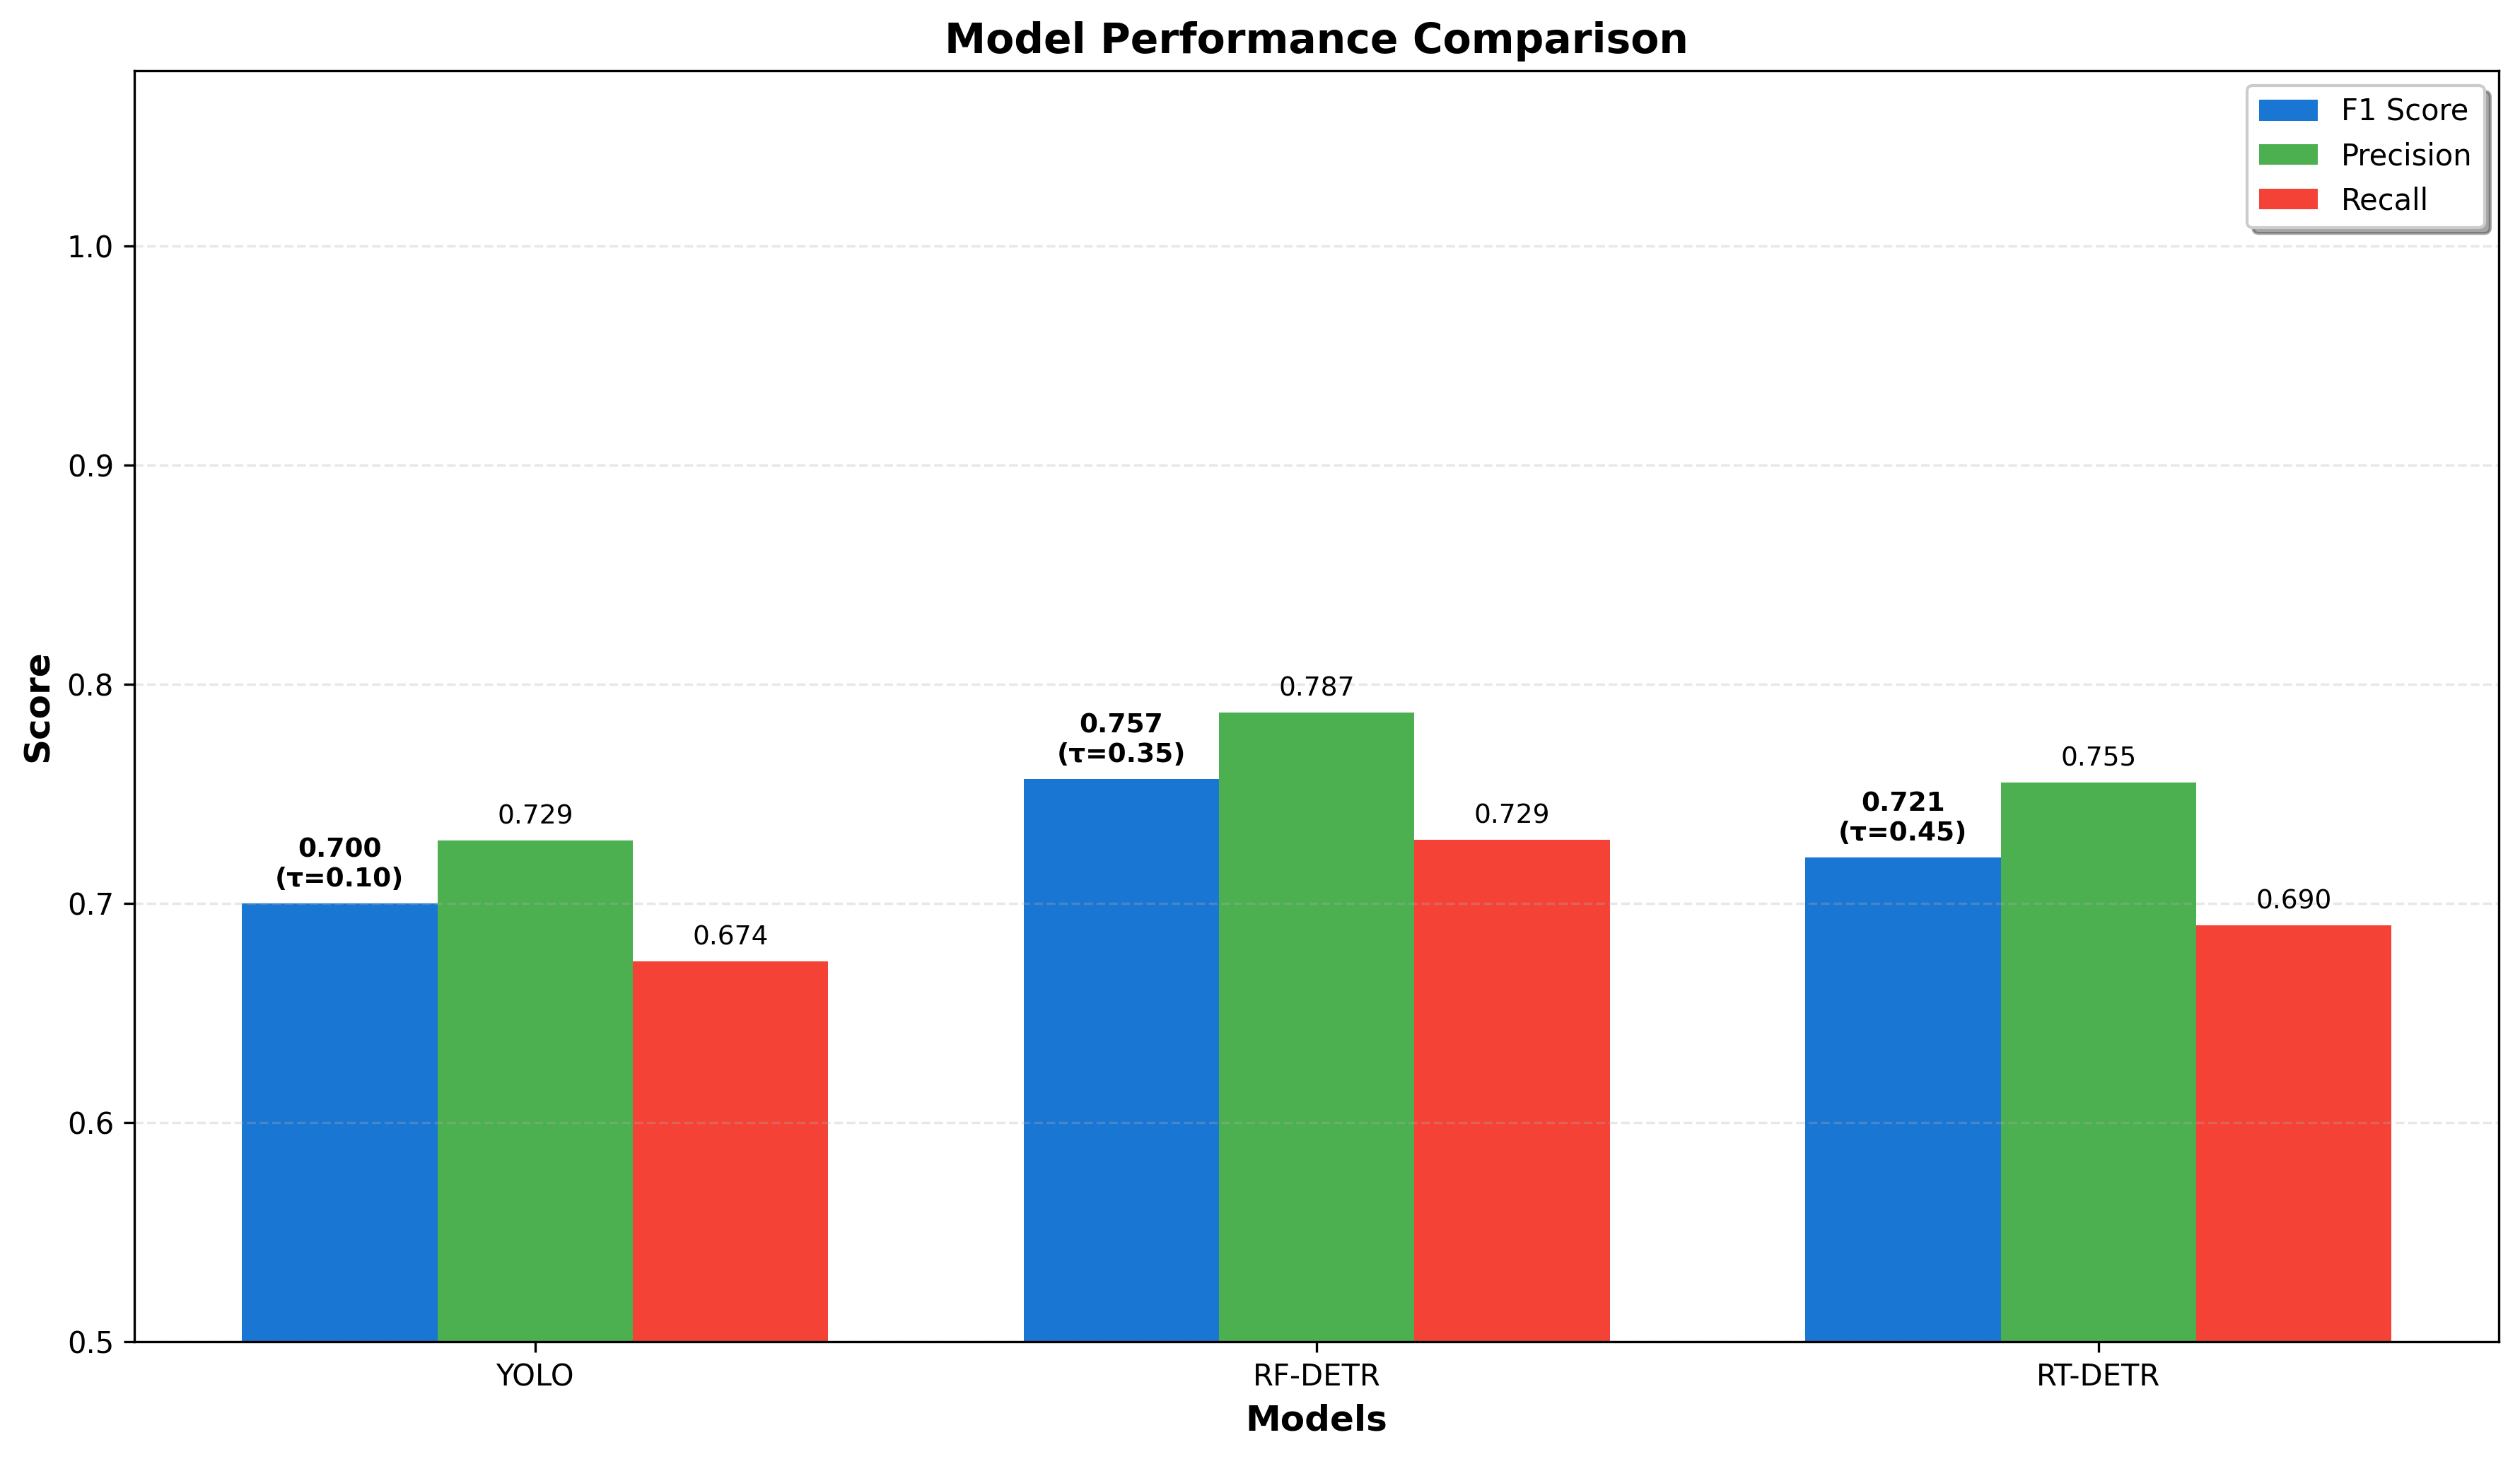 Model Performance Comparison
F1 Score
Precision
Recall
1.0
0.9
0.8
0.7
0.6
0.5
Score
0.700
(τ=0.10)
0.729
0.674
0.757
(τ=0.35)
0.787
0.729
0.721
(τ=0.45)
0.755
0.690
YOLO
RF-DETR
RT-DETR
Models